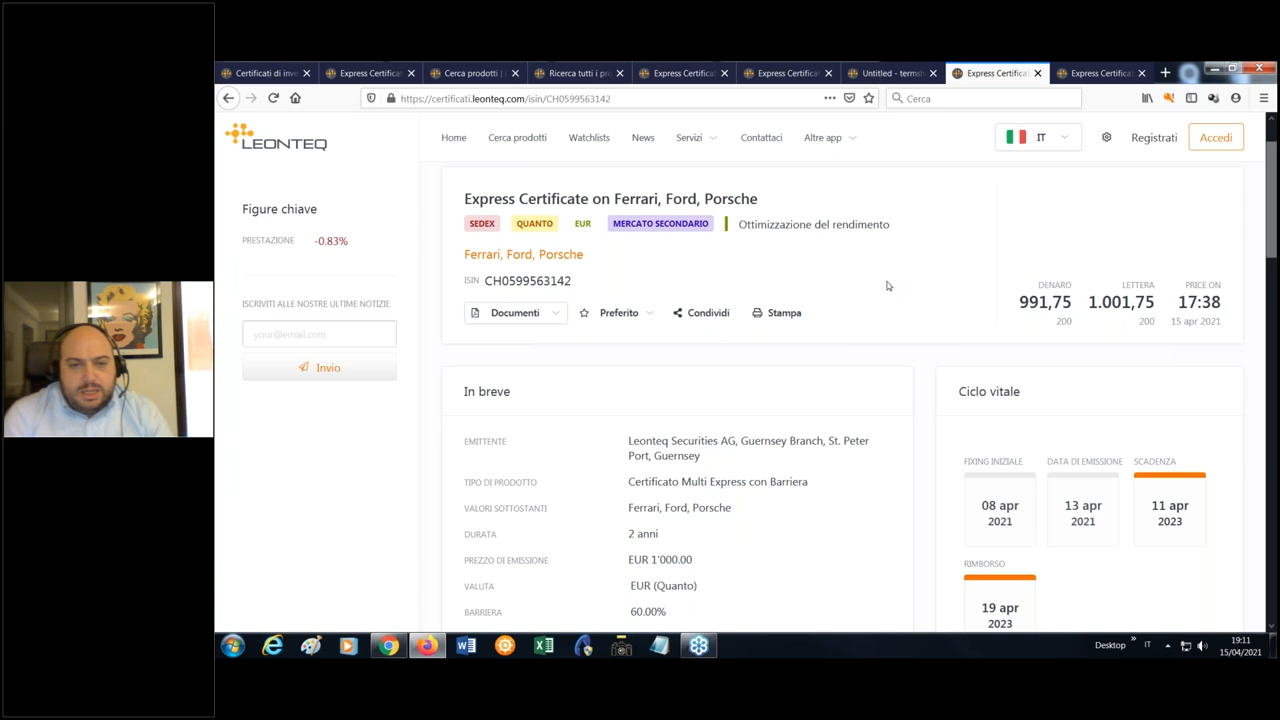 Certificati di inv
Express Certifica
Cerca prodotti |
Ricerca tutti i pr
Express Certifica
Express Certifica
Untitled - termsh
Express Certifica
Express Certifica
https://certificati.leonteq.com/isin/CH0599563142
Cerca
LEONTEQ
Home
Cerca prodotti
Watchlists
News
Servizi
Contattaci
Altre app
IT
Registrati
Accedi
Figure chiave
PRESTAZIONE -0.83%
ISCRIVITI ALLE NOSTRE ULTIME NOTIZIE
your@email.com
Invio
Express Certificate on Ferrari, Ford, Porsche
SEDEX QUANTO EUR MERCATO SECONDARIO Ottimizzazione del rendimento
Ferrari, Ford, Porsche
ISIN CH0599563142
Documenti Preferito Condividi Stampa
DENARO LETTERA PRICE ON
991,75 1.001,75 17:38
200 200 15 apr 2021
In breve
EMITTENTE Leonteq Securities AG, Guernsey Branch, St. Peter
Port, Guernsey
TIPO DI PRODOTTO Certificato Multi Express con Barriera
VALORI SOTTOSTANTI Ferrari, Ford, Porsche
DURATA 2 anni
PREZZO DI EMISSIONE EUR 1'000.00
VALUTA EUR (Quanto)
BARRIERA 60.00%
Ciclo vitale
FIXING INIZIALE DATA DI EMISSIONE SCADENZA
08 apr 13 apr 11 apr
2021 2021 2023
RIMBORSO
19 apr
2023
Desktop
IT
19:11
15/04/2021